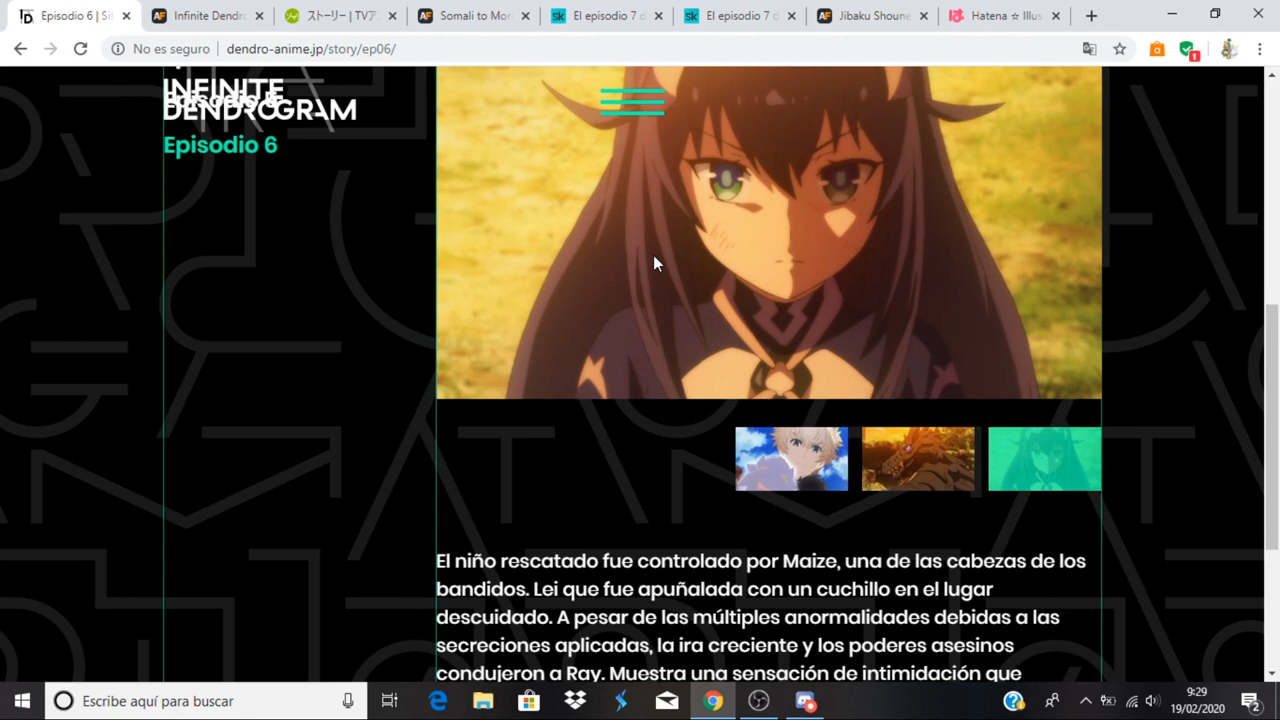 Episodio 6 | Sit
Infinite Dendro
ストーリー | TVア
Somali to Mor
El episodio 7 d
El episodio 7 d
Jibaku Shoune
Hatena ☆ Illus
No es seguro
dendro-anime.jp/story/ep06/
INFINITE
Episodio 5
DENDROGRAM
Episodio 6
El niño rescatado fue controlado por Maize, una de las cabezas de los
bandidos. Lei que fue apuñalada con un cuchillo en el lugar
descuidado. A pesar de las múltiples anormalidades debidas a las
secreciones aplicadas, la ira creciente y los poderes asesinos
condujeron a Ray. Muestra una sensación de intimidación que
Escribe aquí para buscar
9:29
19/02/2020